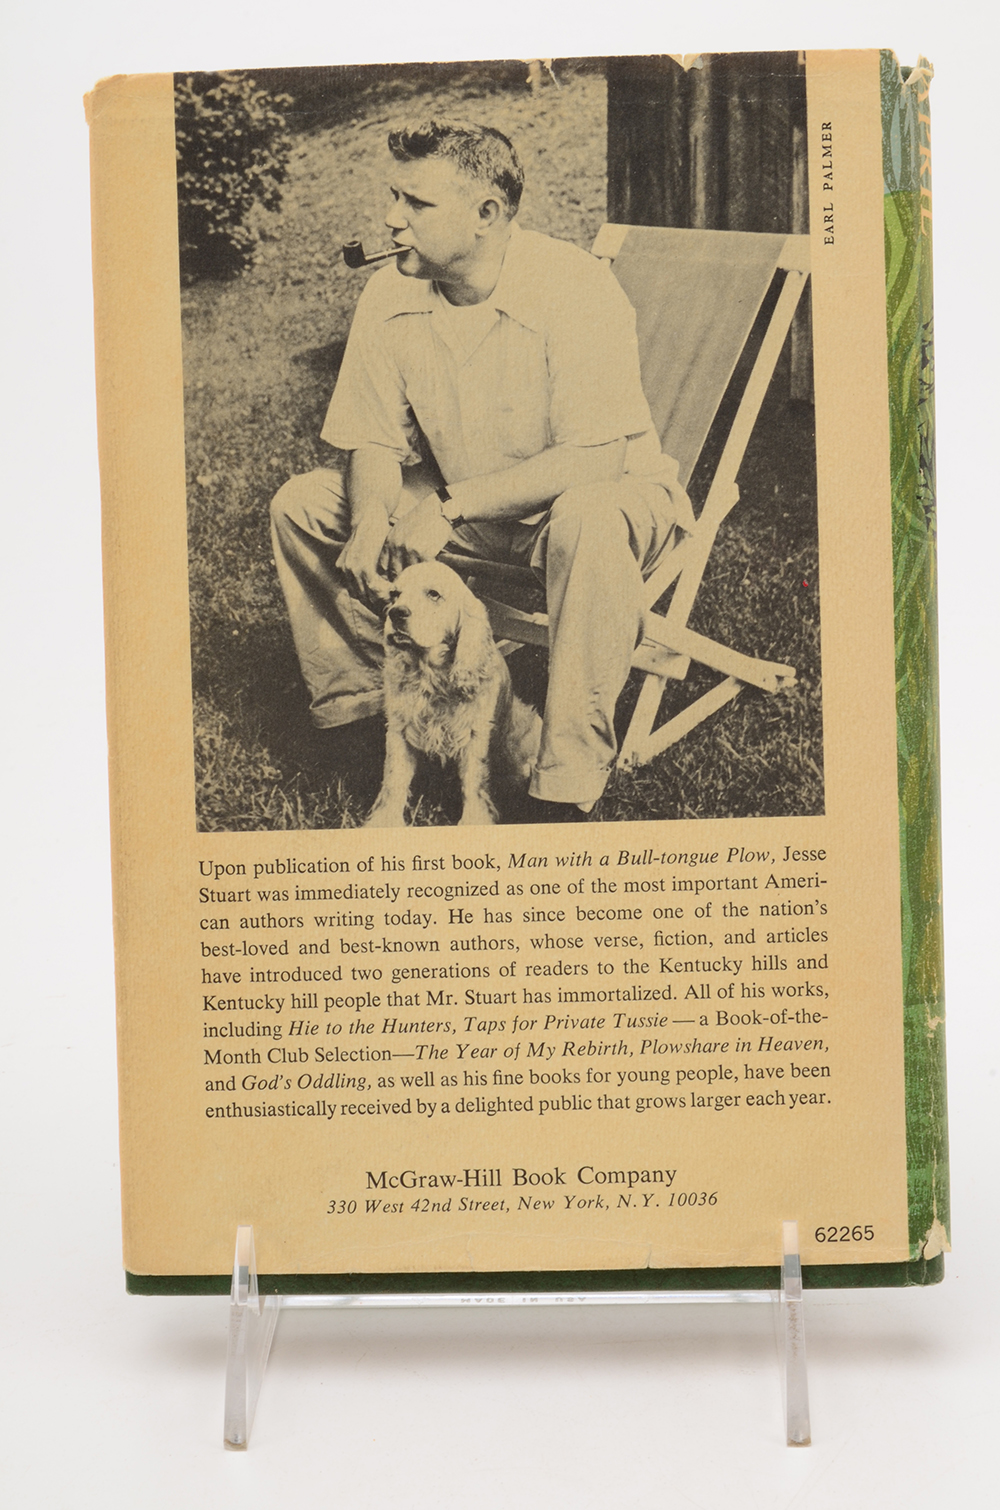 EARL PALMER
Upon publication of his first book, Man with a Bull-tongue Plow, Jesse
Stuart was immediately recognized as one of the most important Ameri-
can authors writing today. He has since become one of the nation's
best-loved and best-known authors, whose verse, fiction, and articles
have introduced two generations of readers to the Kentucky hills and
Kentucky hill people that Mr. Stuart has immortalized. All of his works,
including Hie to the Hunters, Taps for Private Tussie — a Book-of-the-
Month Club Selection—The Year of My Rebirth, Plowshare in Heaven,
and God's Oddling, as well as his fine books for young people, have been
enthusiastically received by a delighted public that grows larger each year.
McGraw-Hill Book Company
330 West 42nd Street, New York, N.Y. 10036
62265
MADE IN USA